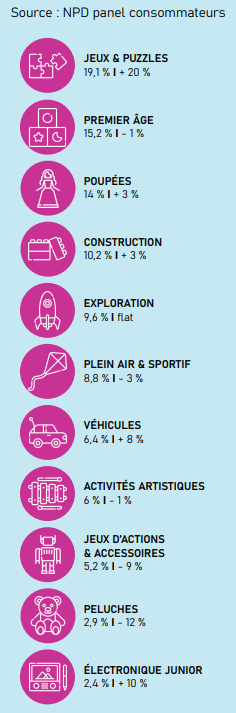 Source : NPD panel consommateurs
JEUX & PUZZLES
19,1 % I + 20 %
PREMIER ÂGE
15,2 % I – 1 %
POUPÉES
14 % I + 3 %
CONSTRUCTION
10,2 % I + 3 %
EXPLORATION
9,6 % I flat
PLEIN AIR & SPORTIF
8,8 % I – 3 %
VÉHICULES
6,4 % I + 8 %
ACTIVITÉS ARTISTIQUES
6 % I – 1 %
JEUX D'ACTIONS
& ACCESSOIRES
5,2 % I – 9 %
PELUCHES
2,9 % I – 12 %
ÉLECTRONIQUE JUNIOR
2,4 % I + 10 %